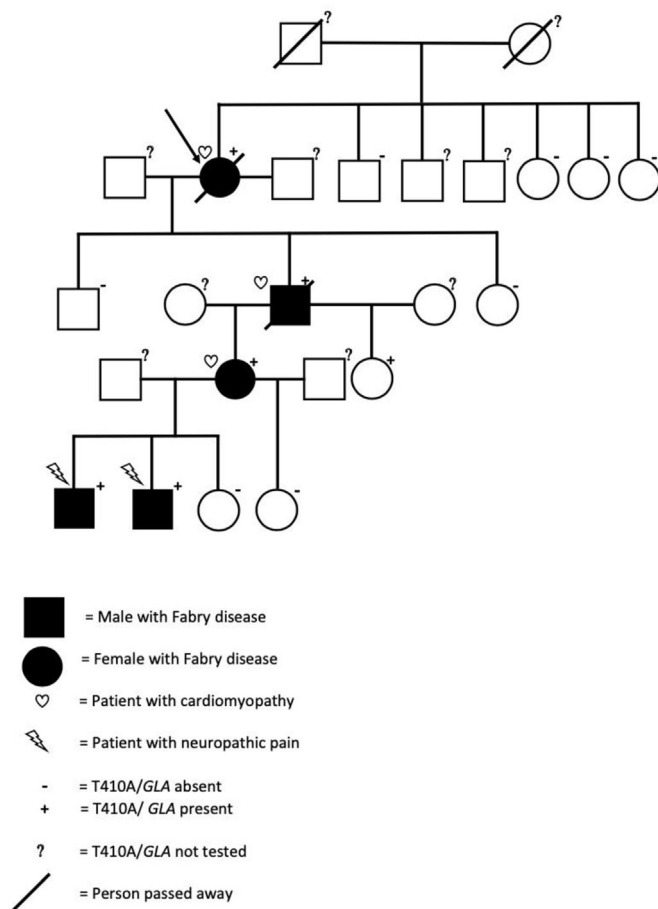 ? ?
? + ? - ? ? - - -
- ? + ? -
? + ? +
+ + - -
= Male with Fabry disease
= Female with Fabry disease
= Patient with cardiomyopathy
= Patient with neuropathic pain
- = T410A/GLA absent
+ = T410A/ GLA present
? = T410A/GLA not tested
= Person passed away